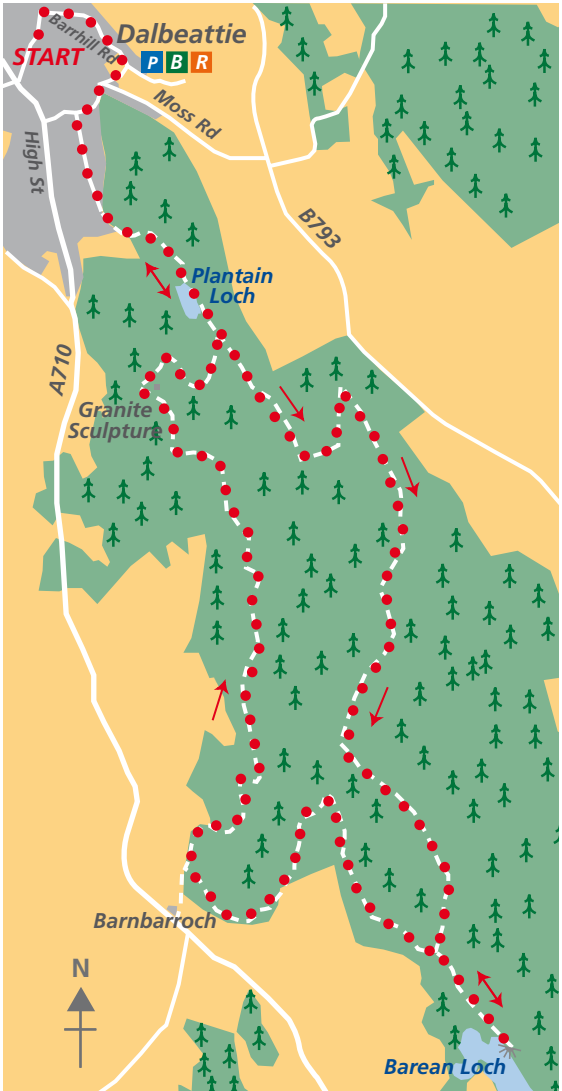 Barrhill Rd
Dalbeattie
START
P B R
Moss Rd
High St
B793
Plantain
Loch
A710
Granite
Sculpture
Barnbarroch
N
Barean Loch